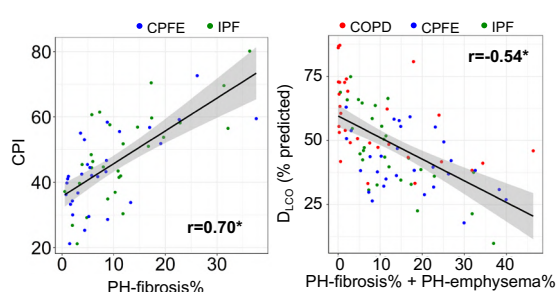 CPFE IPF
COPD CPFE IPF
80
60
40
20
CPI
r=0.70*
0 10 20 30
PH-fibrosis%
75
50
25
DLCO (% predicted)
r=-0.54*
0 10 20 30 40
PH-fibrosis% + PH-emphysema%